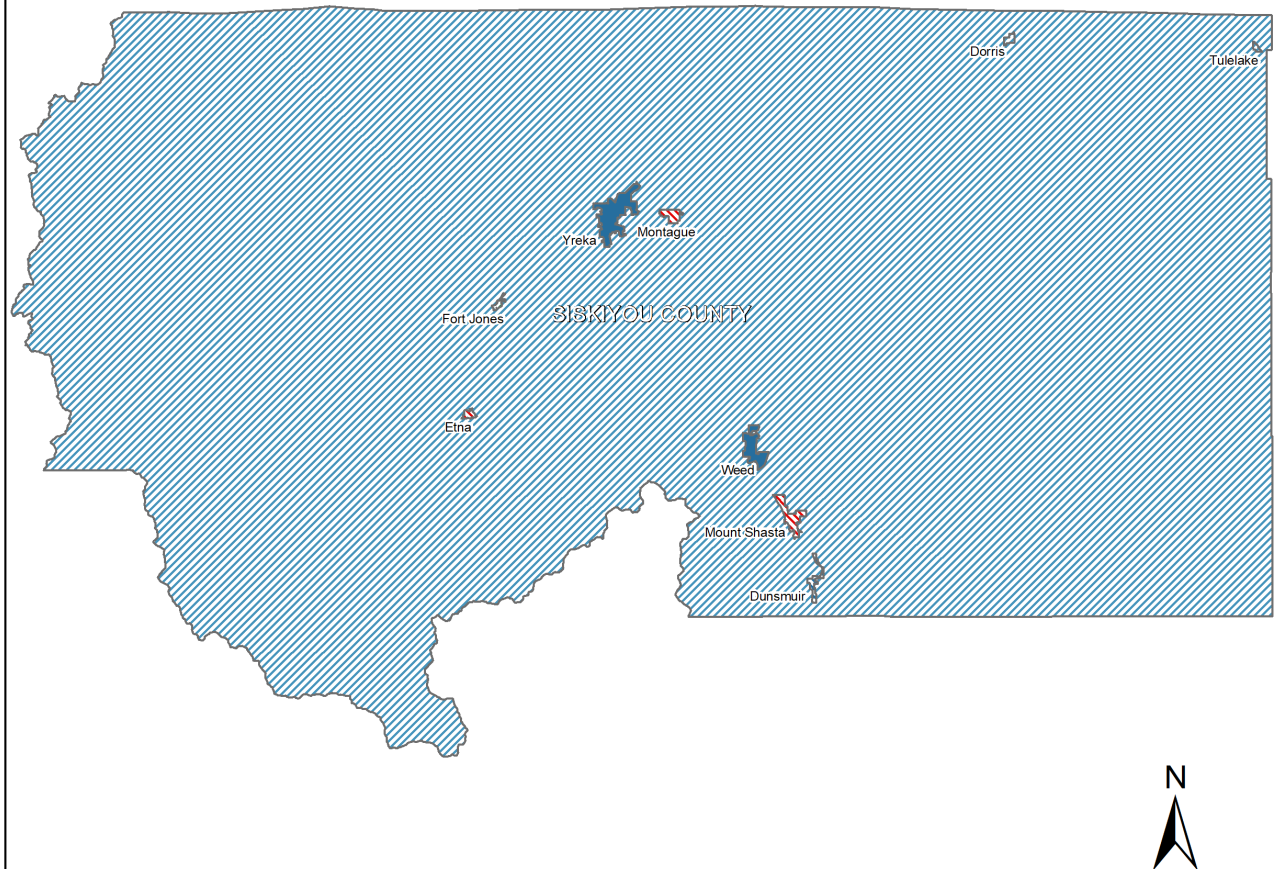 Dorris
Tulelake
Yreka
Montague
Fort Jones
SISKIYOU COUNTY
Etna
Weed
Mount Shasta
Dunsmuir
N